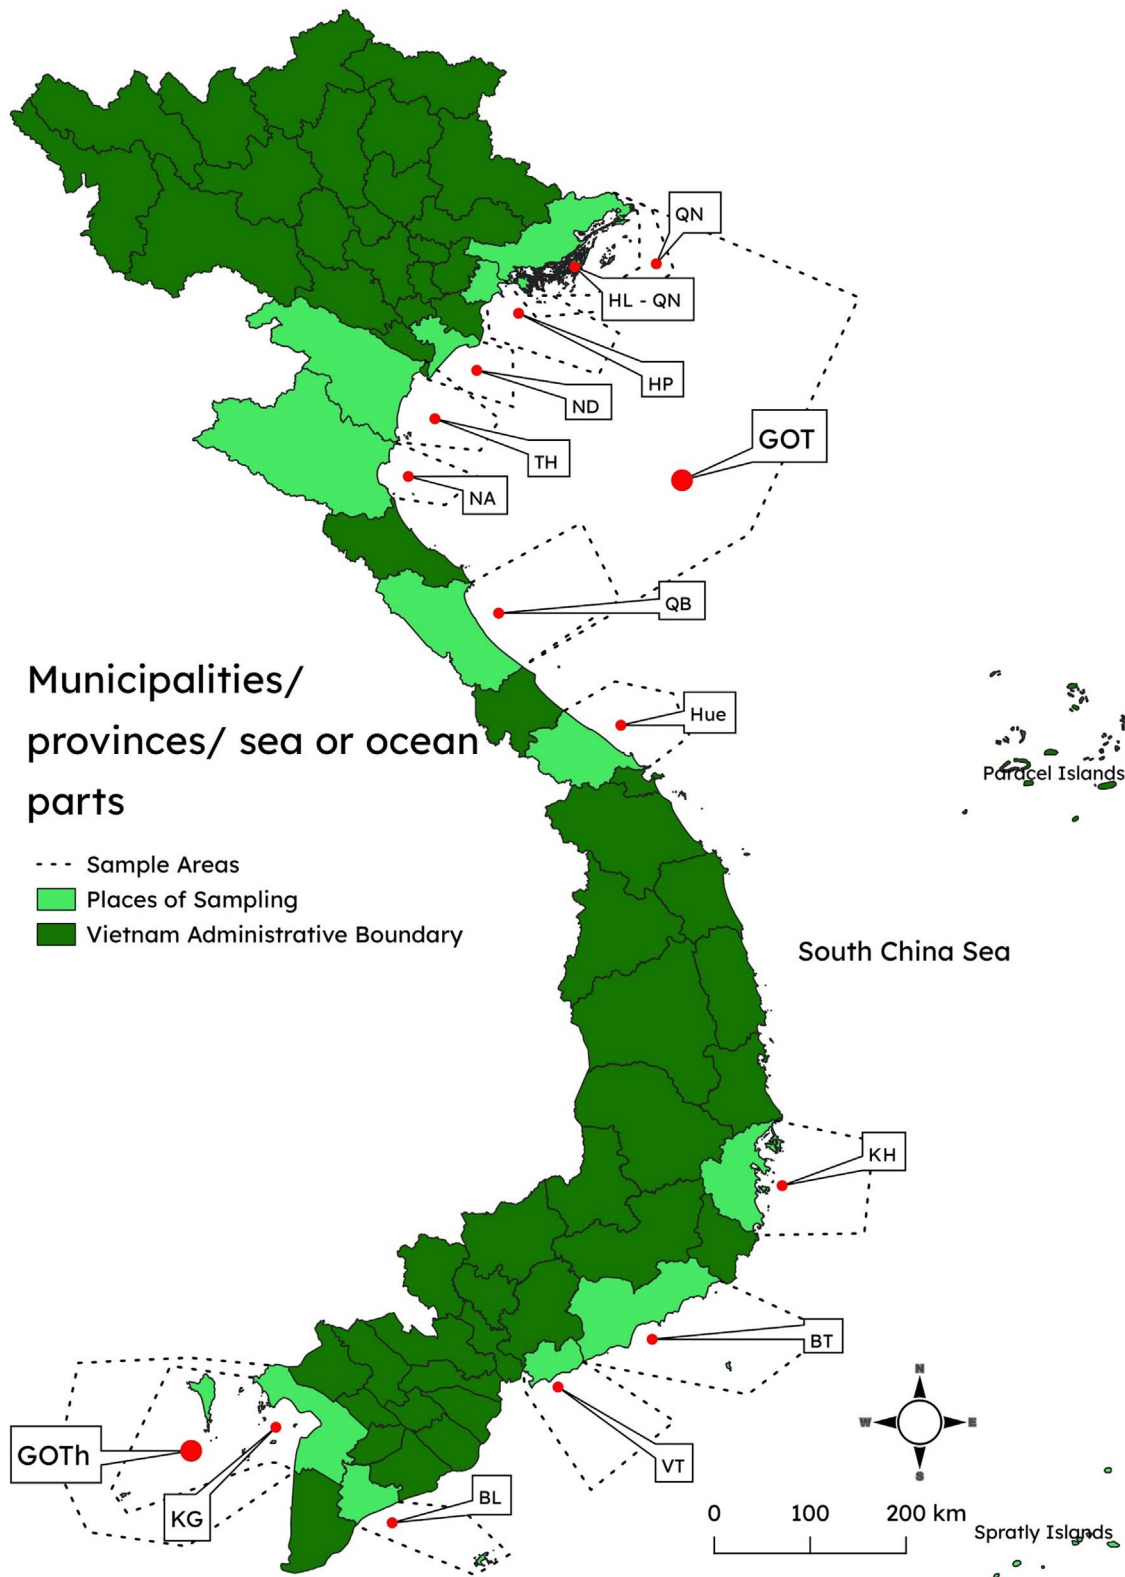 QN
HL - QN
HP
ND
GOT
TH
NA
QB
Municipalities/
provinces/ sea or ocean
parts
Hue
Paracel Islands
Sample Areas
Places of Sampling
Vietnam Administrative Boundary
South China Sea
KH
BT
N
W
E
S
GOTh
VT
KG
BL
0 100 200 km
Spratly Islands